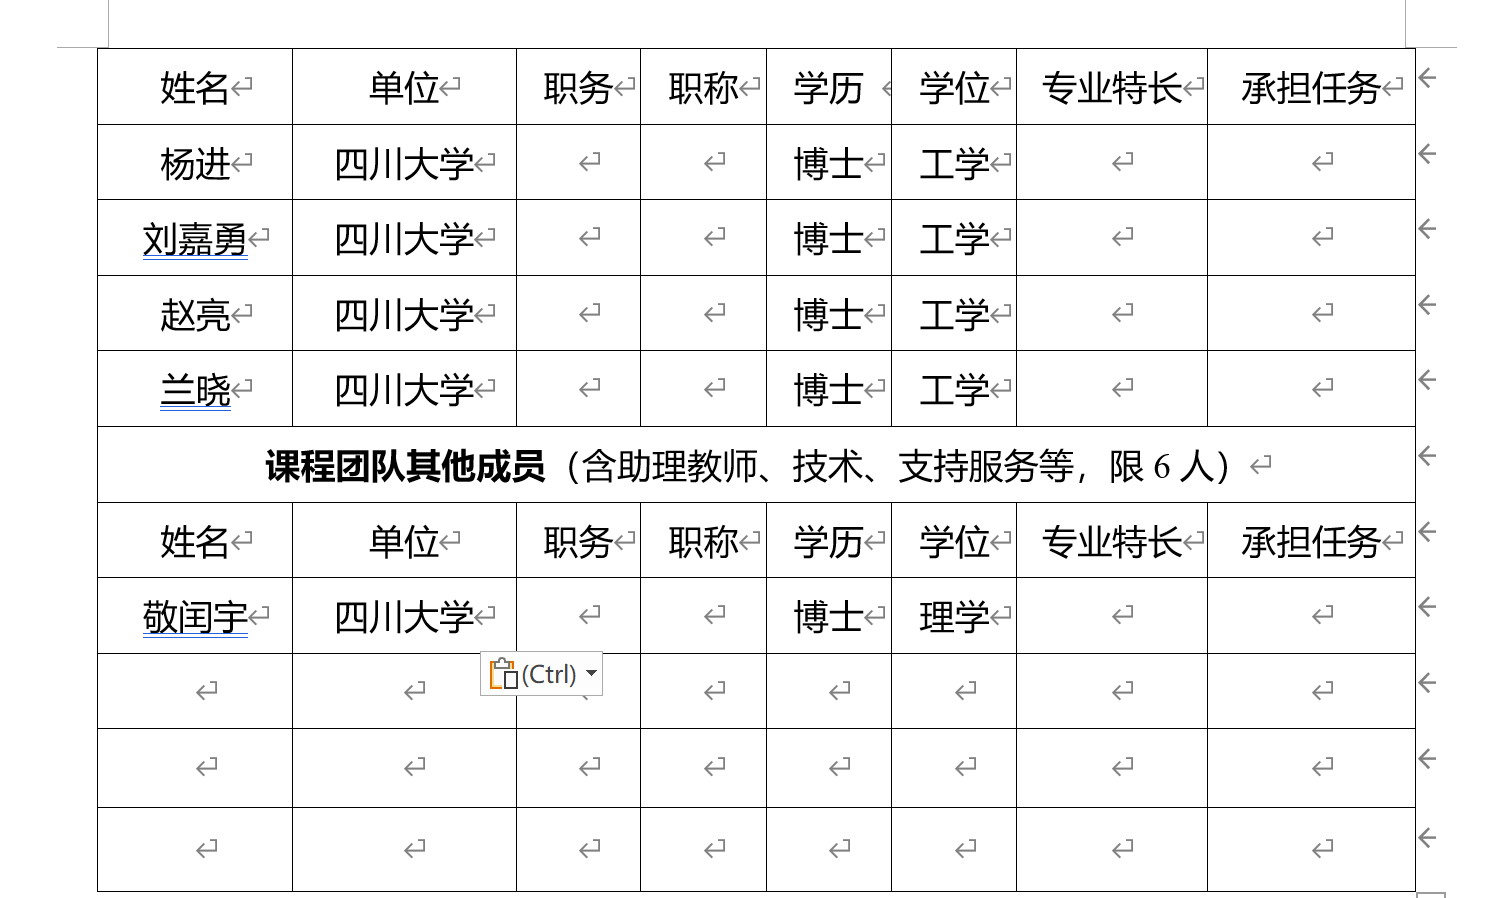 姓名 单位 职务 职称 学历 学位 专业特长 承担任务
杨进 四川大学 博士 工学
刘嘉勇 四川大学 博士 工学
赵亮 四川大学 博士 工学
兰晓 四川大学 博士 工学
课程团队其他成员（含助理教师、技术、支持服务等，限 6 人）
姓名 单位 职务 职称 学历 学位 专业特长 承担任务
敬闰宇 四川大学 博士 理学
(Ctrl)